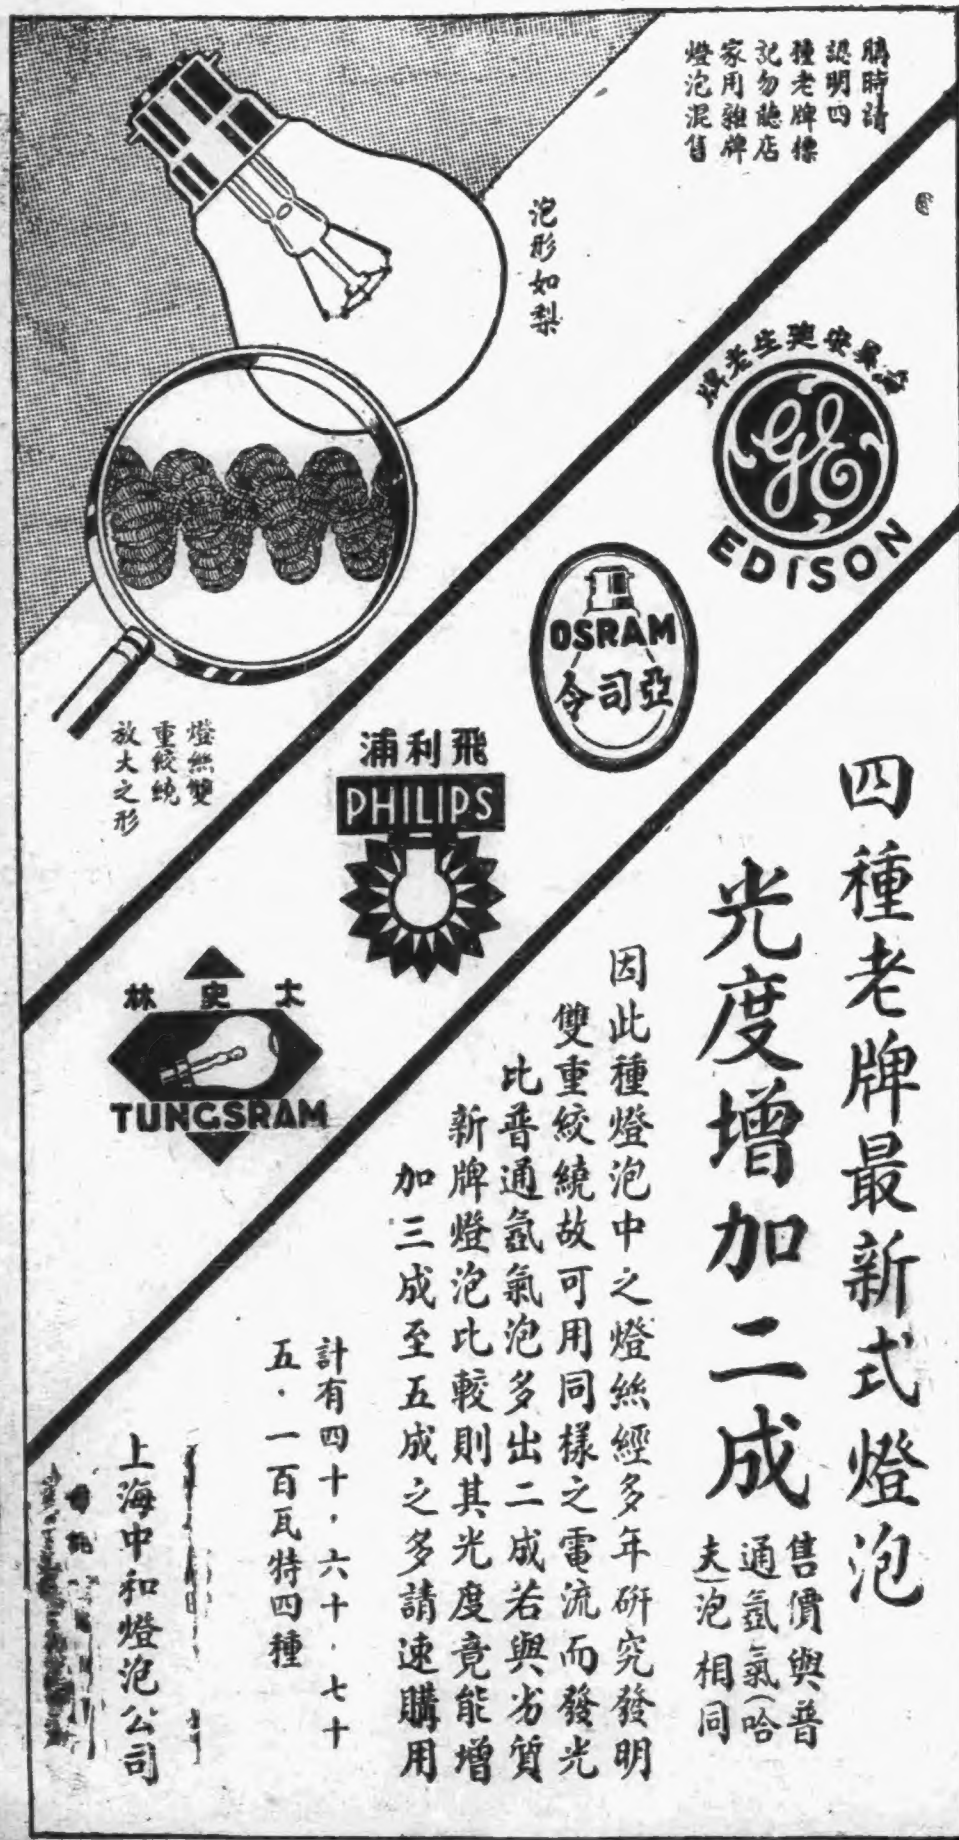 購時請
認明四
種老牌標
記勿聽店
家用雜牌
燈泡混售
泡形如梨
燈絲雙
重絞繞
放大之形
奇異安迪生老牌
GE
EDISON
OSRAM
亞司令
飛利浦
PHILIPS
太史林
TUNGSRAM
四種老牌最新式燈泡
光度增加二成
售價與普
通氬氣(哈
夫)泡相同
因此種燈泡中之燈絲經多年研究發明
雙重絞繞故可用同樣之電流而發光
比普通氬氣泡多出二成若與劣質
新牌燈泡比較則其光度竟能增
加三成至五成之多請速購用
計有四十.六十.七十
五.一百瓦特四種
上海中和燈泡公司